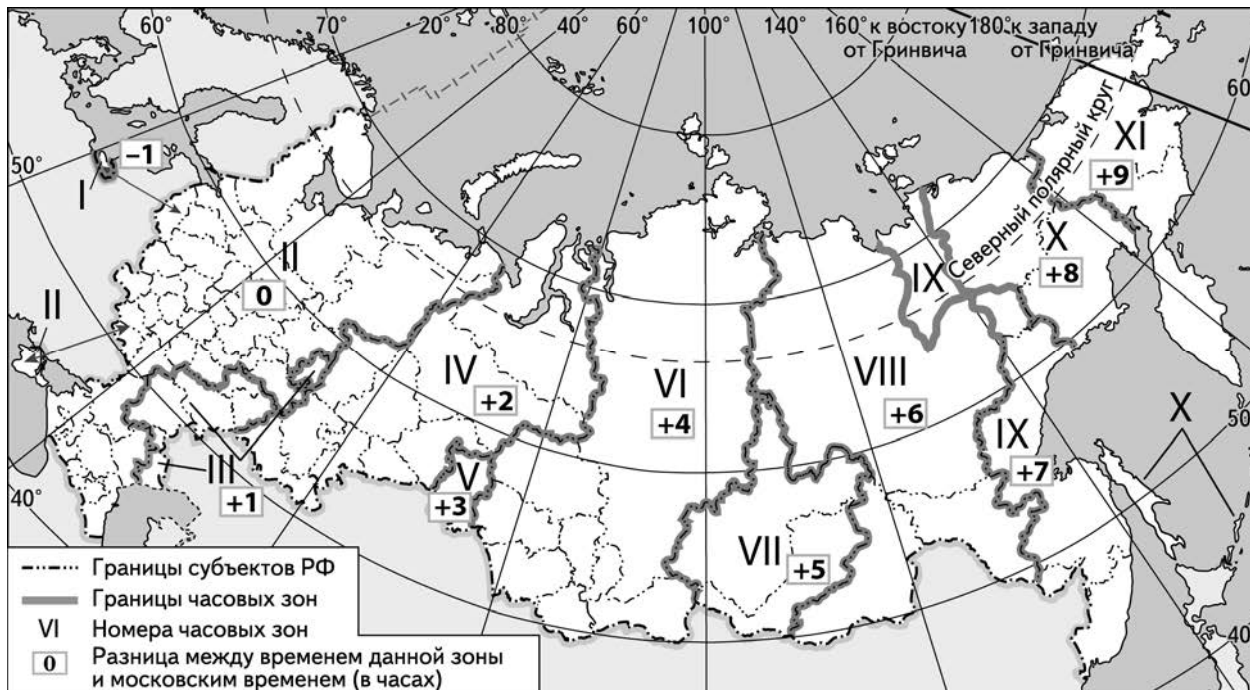 60° 70° 20° 40° 60° 80° 100° 120° 140° 160° к востоку 180° к западу
от Гринвича от Гринвича
60°
Северный полярный круг
50°
–1
I
XI
+9
II
0
X
+8
IX
II
IV
+2
VI
+4
VIII
+6
X
50°
IX
+7
III
+1
V
+3
40°
VII
+5
40°
Границы субъектов РФ
Границы часовых зон
VI Номера часовых зон
0 Разница между временем данной зоны
и московским временем (в часах)